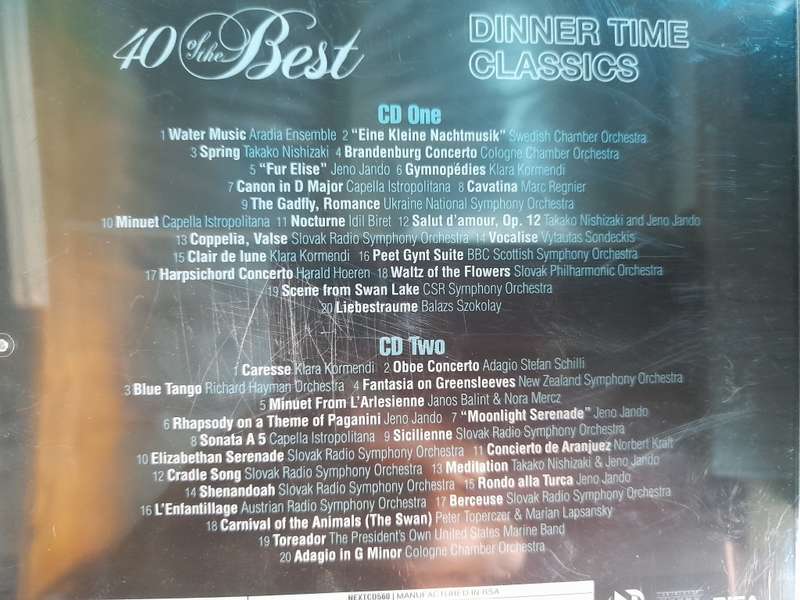 40 of the Best
DINNER TIME
CLASSICS
CD One
1 Water Music Aradia Ensemble 2 "Eine Kleine Nachtmusik" Swedish Chamber Orchestra
3 Spring Takako Nishizaki 4 Brandenburg Concerto Cologne Chamber Orchestra
5 "Fur Elise" Jeno Jando 6 Gymnopédies Klara Kormendi
7 Canon in D Major Capella Istropolitana 8 Cavatina Marc Regnier
9 The Gadfly, Romance Ukraine National Symphony Orchestra
10 Minuet Capella Istropolitana 11 Nocturne Idil Biret 12 Salut d'amour, Op. 12 Takako Nishizaki and Jeno Jando
13 Coppelia, Valse Slovak Radio Symphony Orchestra 14 Vocalise Vytautas Sondeckis
15 Clair de lune Klara Kormendi 16 Peet Gynt Suite BBC Scottish Symphony Orchestra
17 Harpsichord Concerto Harald Hoeren 18 Waltz of the Flowers Slovak Philharmonic Orchestra
19 Scene from Swan Lake CSR Symphony Orchestra
20 Liebestraume Balazs Szokolay
CD Two
1 Caresse Klara Kormendi 2 Oboe Concerto Adagio Stefan Schilli
3 Blue Tango Richard Hayman Orchestra 4 Fantasia on Greensleeves New Zealand Symphony Orchestra
5 Minuet From L'Arlesienne Janos Balint & Nora Mercz
6 Rhapsody on a Theme of Paganini Jeno Jando 7 "Moonlight Serenade" Jeno Jando
8 Sonata A 5 Capella Istropolitana 9 Sicilienne Slovak Radio Symphony Orchestra
10 Elizabethan Serenade Slovak Radio Symphony Orchestra 11 Concierto de Aranjuez Norbert Kraft
12 Cradle Song Slovak Radio Symphony Orchestra 13 Meditation Takako Nishizaki & Jeno Jando
14 Shenandoah Slovak Radio Symphony Orchestra 15 Rondo alla Turca Jeno Jando
16 L'Enfantillage Austrian Radio Symphony Orchestra 17 Berceuse Slovak Radio Symphony Orchestra
18 Carnival of the Animals (The Swan) Peter Toperczer & Marian Lapsansky
19 Toreador The President's Own United States Marine Band
20 Adagio in G Minor Cologne Chamber Orchestra
NEXTCD560 | MANUFACTURED IN RSA